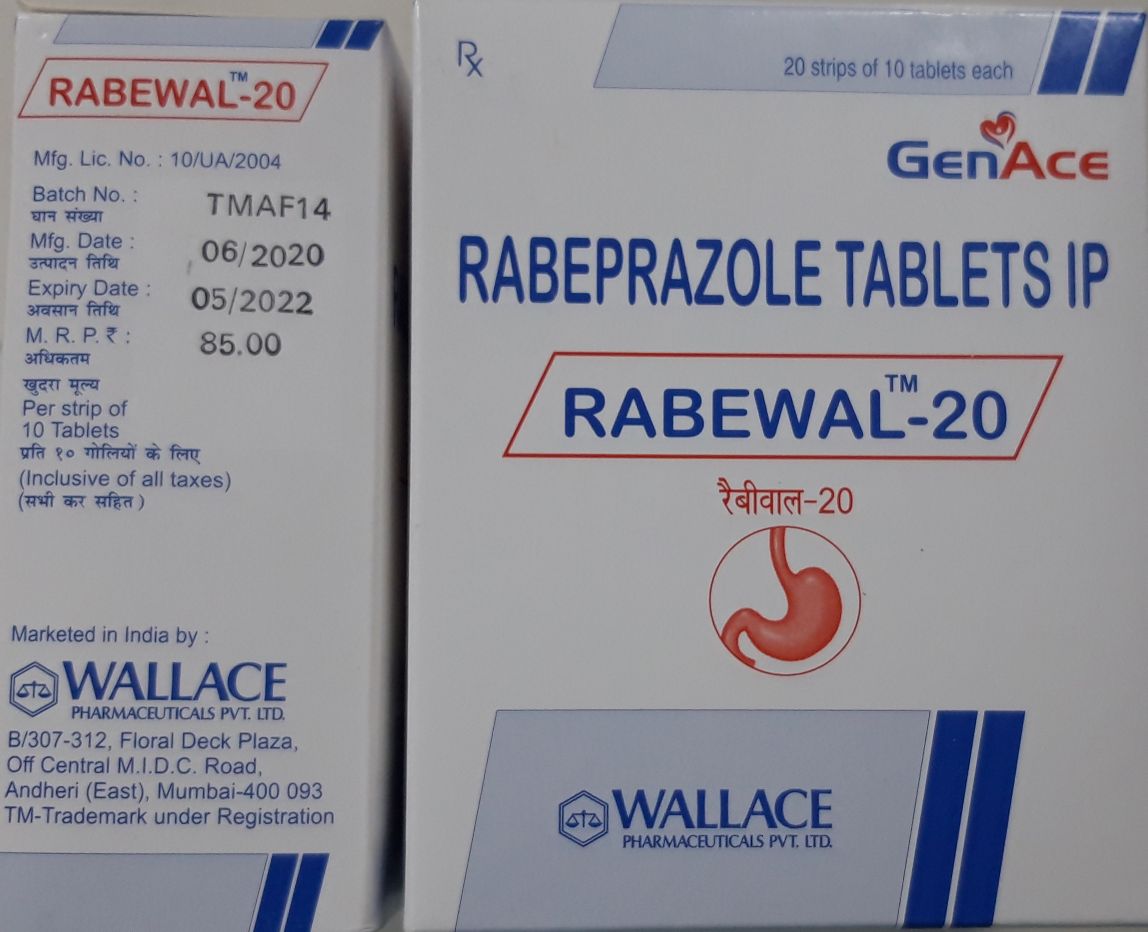 RABEWAL™-20
Mfg. Lic. No. : 10/UA/2004
Batch No. : TMAF14
घान संख्या
Mfg. Date : 06/2020
उत्पादन तिथि
Expiry Date : 05/2022
अवसान तिथि
M. R. P. ₹ : 85.00
अधिकतम
खुदरा मूल्य
Per strip of
10 Tablets
प्रति १० गोलियों के लिए
(Inclusive of all taxes)
(सभी कर सहित)
Marketed in India by :
WALLACE
PHARMACEUTICALS PVT. LTD.
B/307-312, Floral Deck Plaza,
Off Central M.I.D.C. Road,
Andheri (East), Mumbai-400 093
TM-Trademark under Registration
Rx
20 strips of 10 tablets each
GenAce
RABEPRAZOLE TABLETS IP
RABEWAL™-20
रैबीवाल-20
WALLACE
PHARMACEUTICALS PVT. LTD.